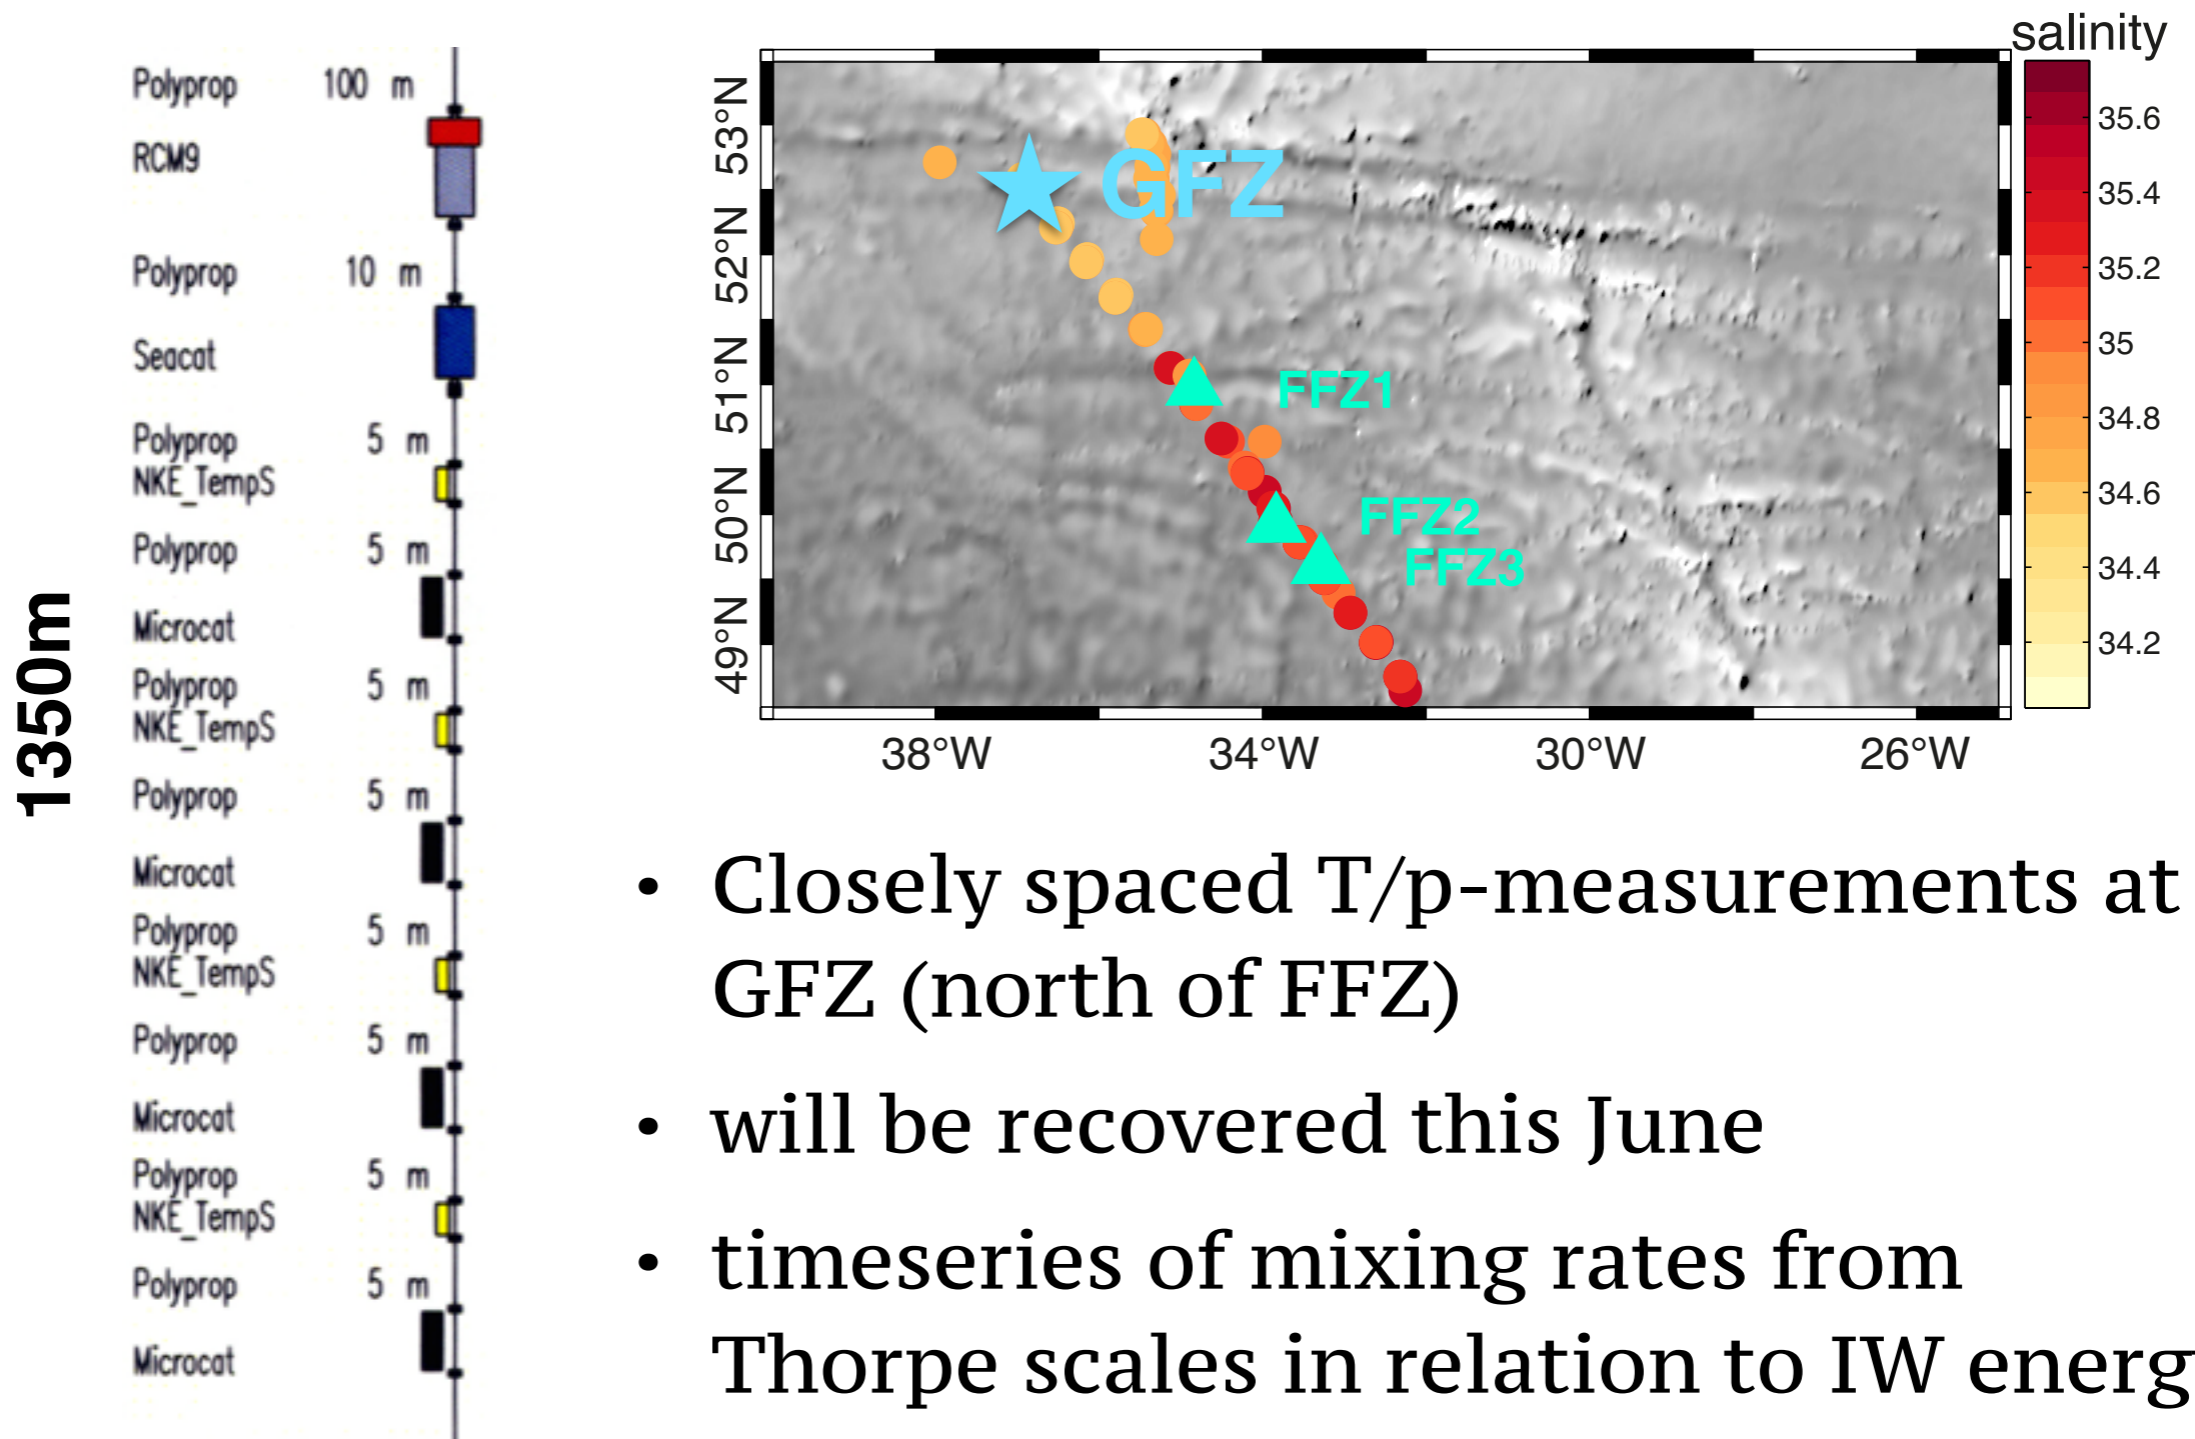 1350m
Polyprop 100 m
RCM9
Polyprop 10 m
Seacat
Polyprop 5 m
NKE_TempS
Polyprop 5 m
Microcat
Polyprop 5 m
NKE_TempS
Polyprop 5 m
Microcat
Polyprop 5 m
NKE_TempS
Polyprop 5 m
Microcat
Polyprop 5 m
NKE_TempS
Polyprop 5 m
Microcat
salinity
35.6
35.4
35.2
35
34.8
34.6
34.4
34.2
53°N
52°N
51°N
50°N
49°N
GFZ
FFZ1
FFZ2
FFZ3
38°W 34°W 30°W 26°W
• Closely spaced T/p-measurements at
GFZ (north of FFZ)
• will be recovered this June
• timeseries of mixing rates from
Thorpe scales in relation to IW energ